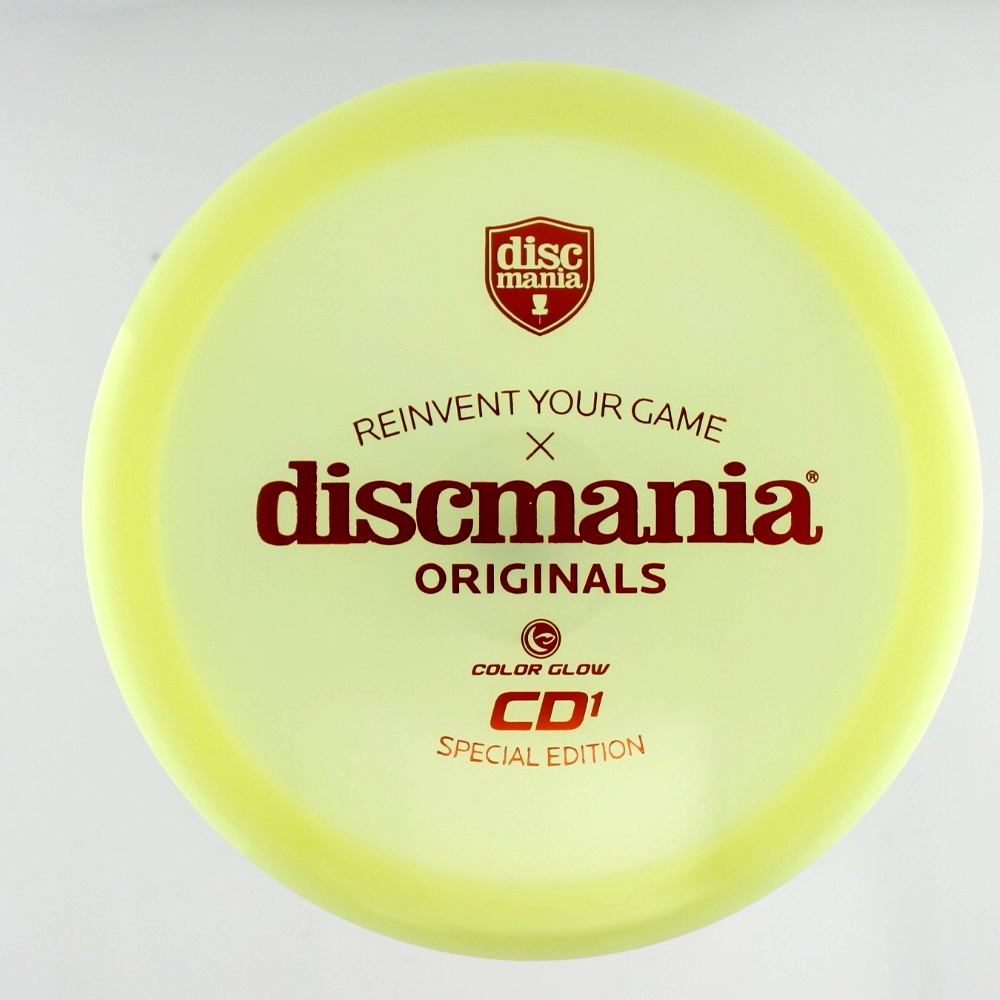 disc
mania
REINVENT YOUR GAME
X
discmania®
ORIGINALS
COLOR GLOW
CD¹
SPECIAL EDITION